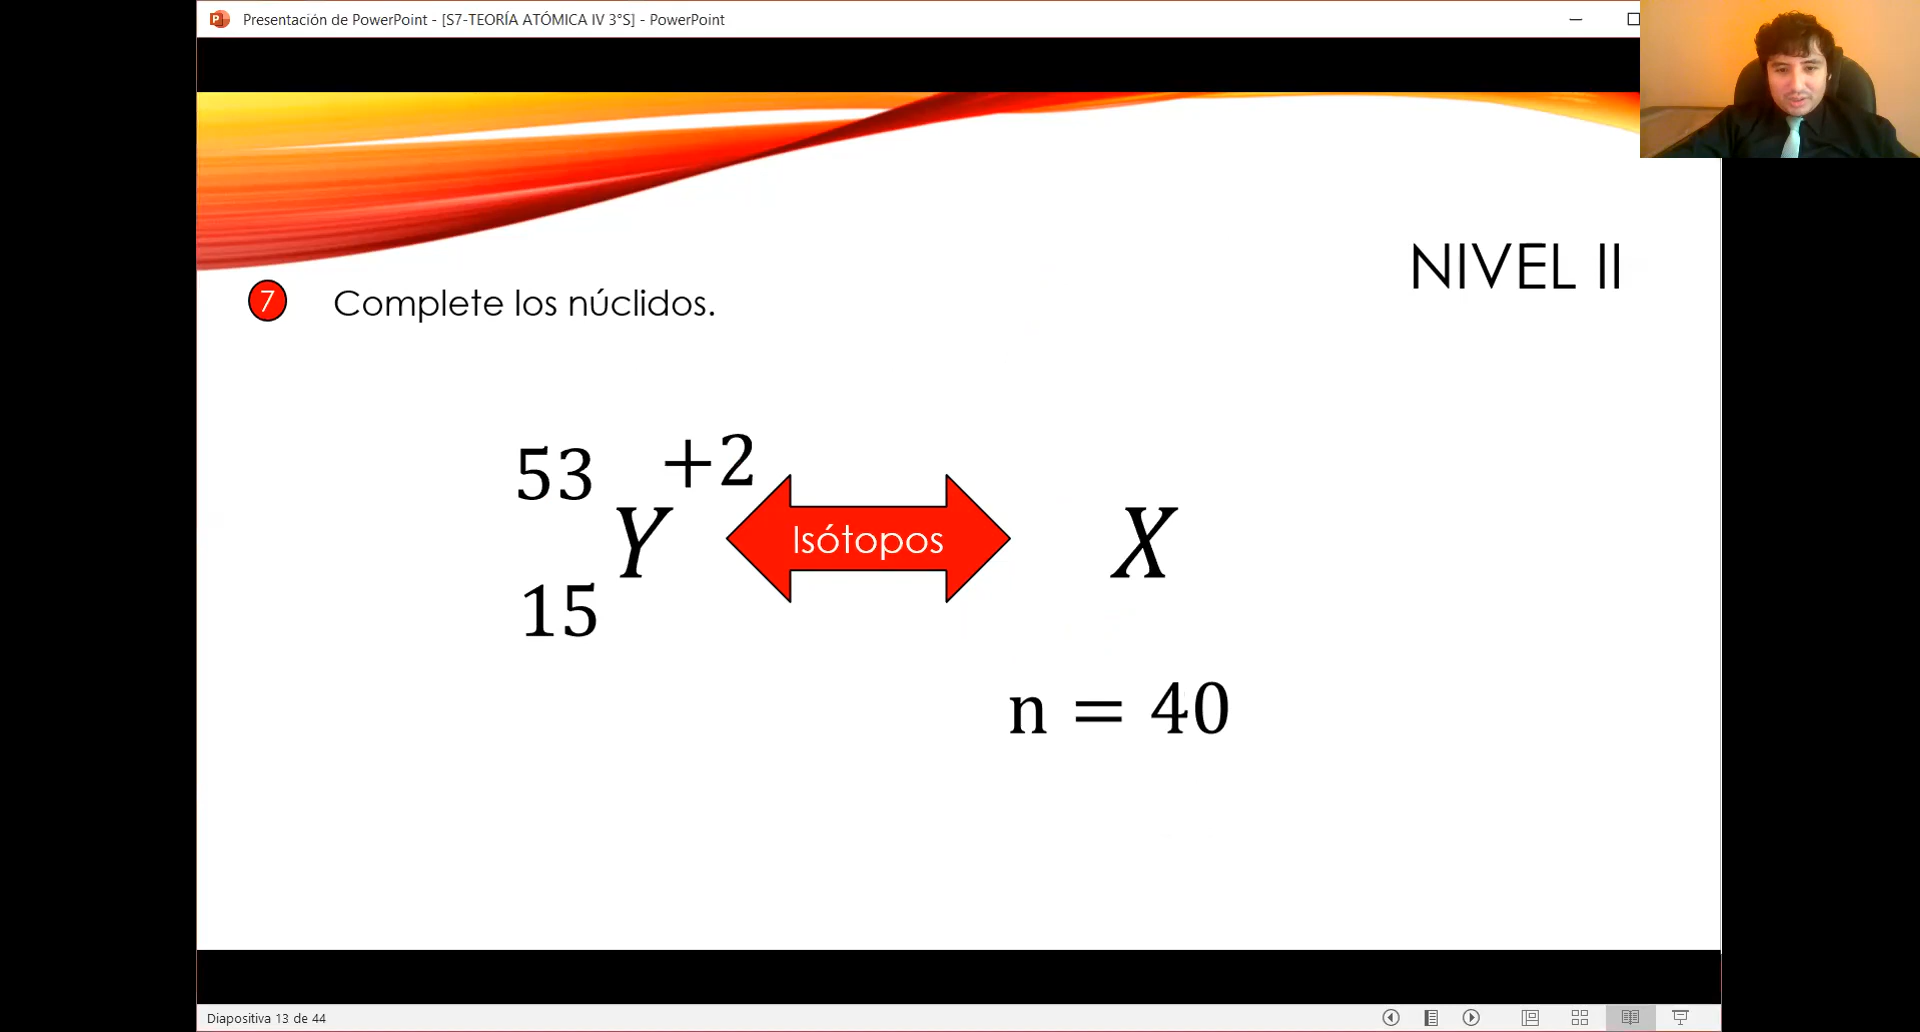 Presentación de PowerPoint - [S7-TEORÍA ATÓMICA IV 3°S] - PowerPoint
NIVEL II
7 Complete los núclidos.
53 +2
Y Isótopos X
15
n = 40
Diapositiva 13 de 44